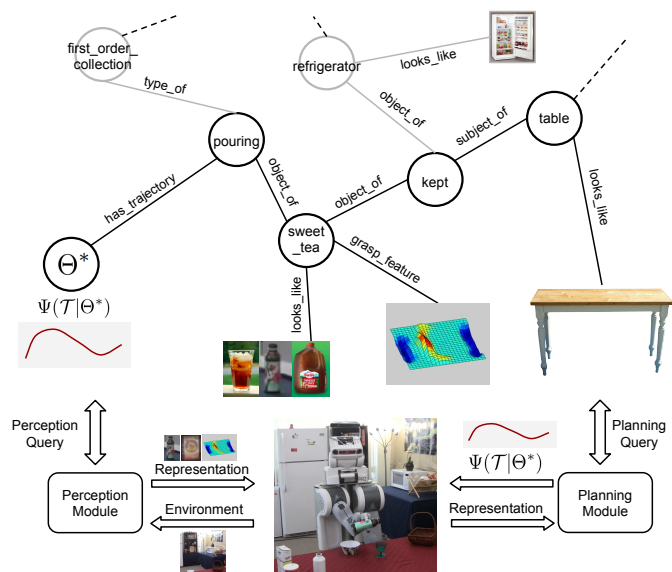 first_order_
collection
refrigerator
looks_like
type_of
object_of
subject_of
table
pouring
object_of
object_of
kept
looks_like
has_trajectory
sweet
_tea
grasp_feature
Θ*
Ψ(𝒯|Θ*)
looks_like
Perception
Query
Planning
Query
Ψ(𝒯|Θ*)
Representation
Perception
Module
Environment
Representation
Planning
Module